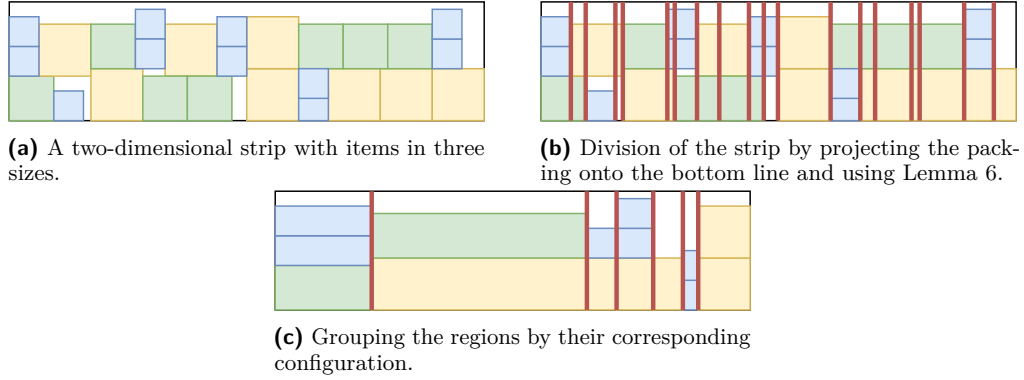 (a) A two-dimensional strip with items in three
sizes.
(b) Division of the strip by projecting the pack-
ing onto the bottom line and using Lemma 6.
(c) Grouping the regions by their corresponding
configuration.